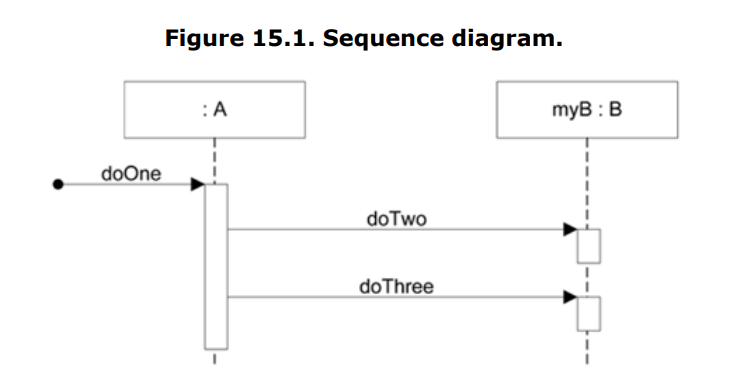 Figure 15.1. Sequence diagram.
: A
myB : B
doOne
doTwo
doThree